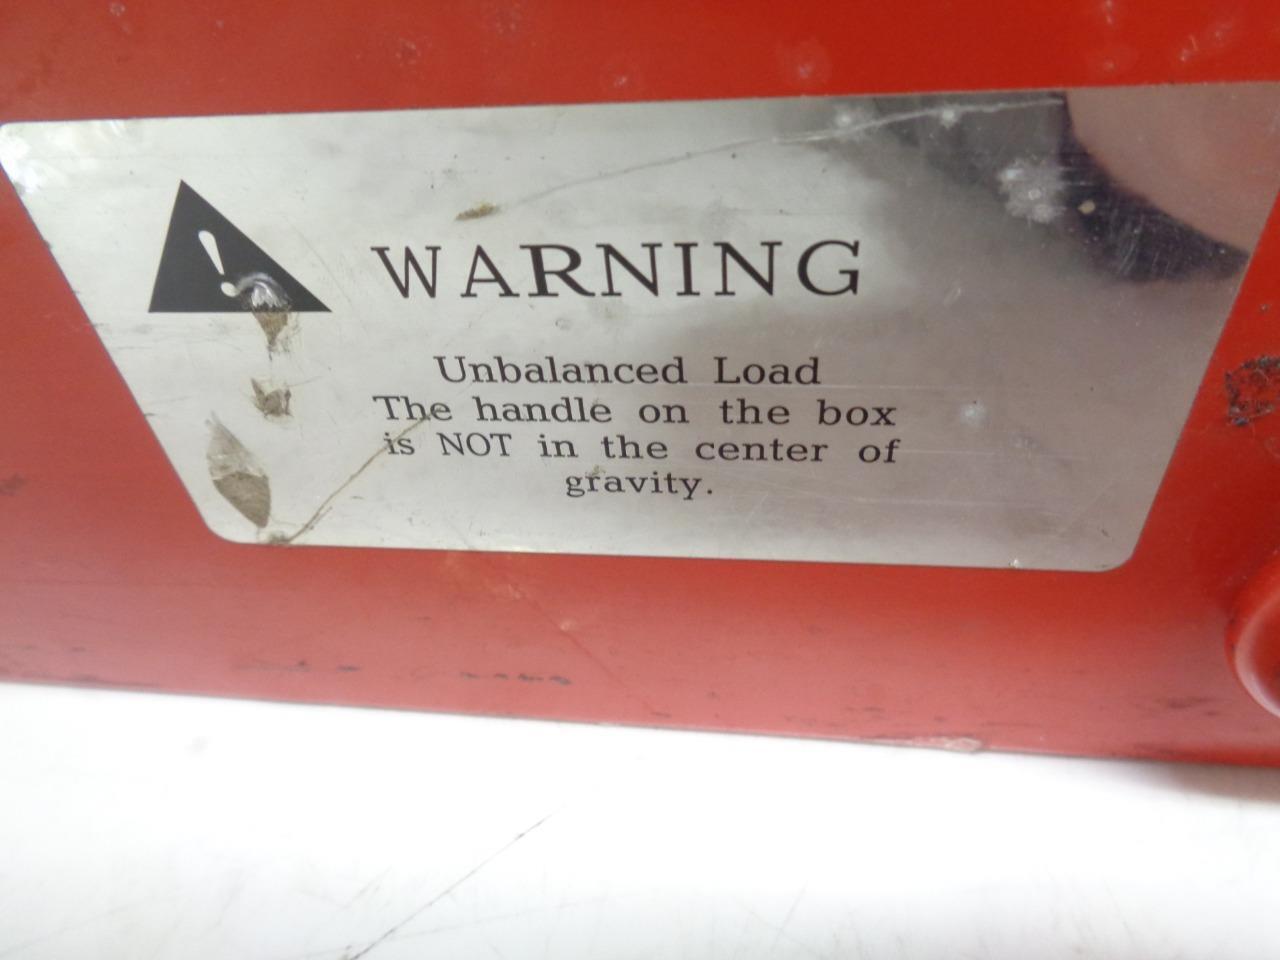 WARNING
Unbalanced Load
The handle on the box
is NOT in the center of
gravity.